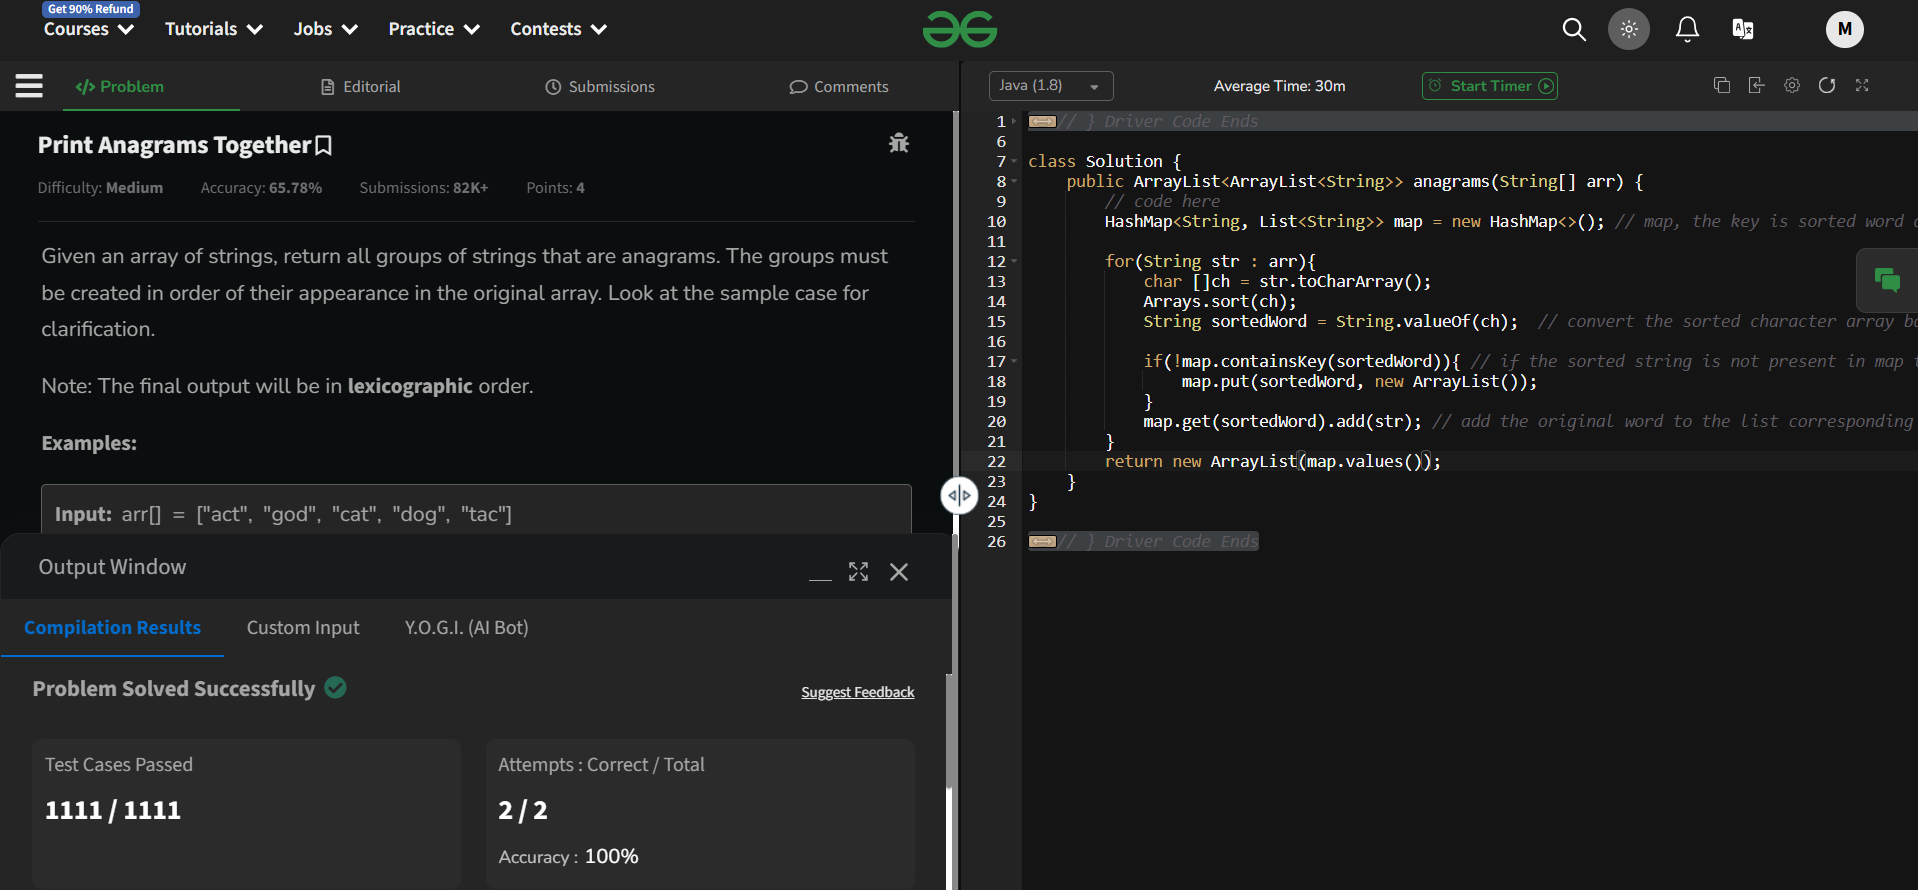 Get 90% Refund
Courses Tutorials Jobs Practice Contests
M
Problem Editorial Submissions Comments
Print Anagrams Together
Difficulty: Medium Accuracy: 65.78% Submissions: 82K+ Points: 4
Given an array of strings, return all groups of strings that are anagrams. The groups must
be created in order of their appearance in the original array. Look at the sample case for
clarification.
Note: The final output will be in lexicographic order.
Examples:
Input: arr[] = ["act", "god", "cat", "dog", "tac"]
Output Window
Compilation Results Custom Input Y.O.G.I. (AI Bot)
Problem Solved Successfully
Suggest Feedback
Test Cases Passed
1111 / 1111
Attempts : Correct / Total
2 / 2
Accuracy : 100%
Java (1.8) Average Time: 30m Start Timer
1 // } Driver Code Ends
6
7 class Solution {
8 public ArrayList<ArrayList<String>> anagrams(String[] arr) {
9 // code here
10 HashMap<String, List<String>> map = new HashMap<>(); // map, the key is sorted word
11
12 for(String str : arr){
13 char []ch = str.toCharArray();
14 Arrays.sort(ch);
15 String sortedWord = String.valueOf(ch); // convert the sorted character array
16
17 if(!map.containsKey(sortedWord)){ // if the sorted string is not present in map
18 map.put(sortedWord, new ArrayList());
19 }
20 map.get(sortedWord).add(str); // add the original word to the list corresponding
21 }
22 return new ArrayList(map.values());
23 }
24 }
25
26 // } Driver Code Ends